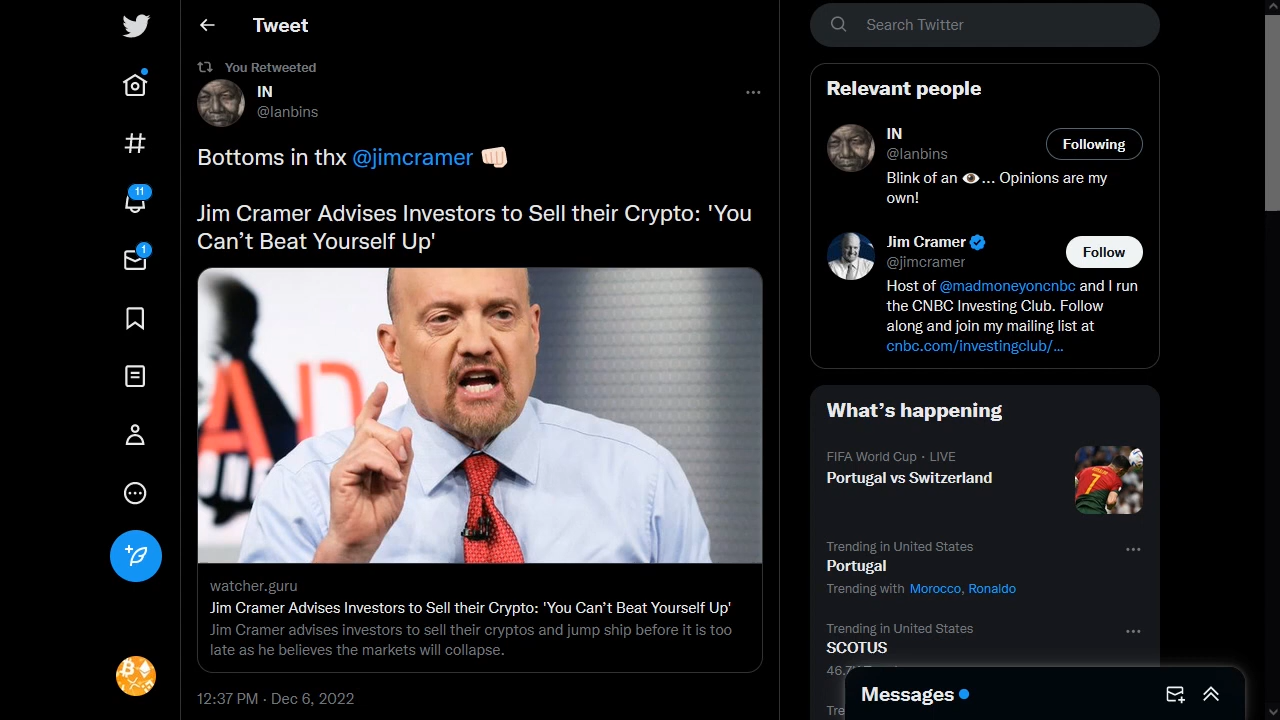 Tweet
You Retweeted
IN
@Ianbins
Bottoms in thx @jimcramer 👊🏻
Jim Cramer Advises Investors to Sell their Crypto: 'You
Can’t Beat Yourself Up'
AD
watcher.guru
Jim Cramer Advises Investors to Sell their Crypto: 'You Can’t Beat Yourself Up'
Jim Cramer advises investors to sell their cryptos and jump ship before it is too
late as he believes the markets will collapse.
12:37 PM · Dec 6, 2022
11
1
Search Twitter
Relevant people
IN
@Ianbins
Following
Blink of an 👁️... Opinions are my
own!
Jim Cramer
@jimcramer
Follow
Host of @madmoneyoncnbc and I run
the CNBC Investing Club. Follow
along and join my mailing list at
cnbc.com/investingclub/…
What’s happening
FIFA World Cup · LIVE
Portugal vs Switzerland
7
Trending in United States
Portugal
Trending with Morocco, Ronaldo
Trending in United States
SCOTUS
Messages